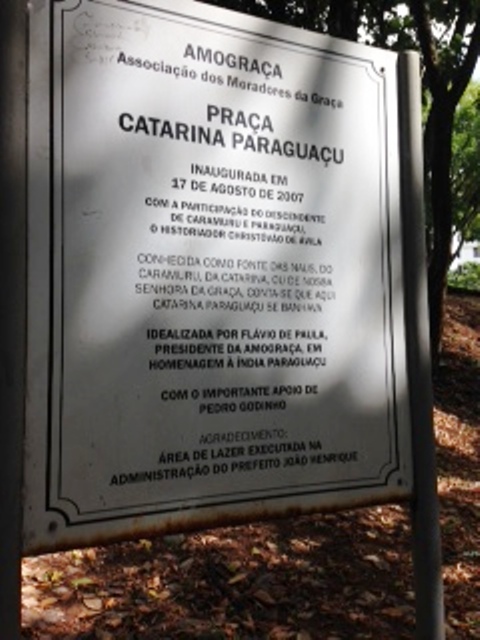 AMOGRAÇA
Associação dos Moradores da Graça
PRAÇA
CATARINA PARAGUAÇU
INAUGURADA EM
17 DE AGOSTO DE 2007
COM A PARTICIPAÇÃO DO DESCENDENTE
DE CARAMURU E PARAGUAÇU,
O HISTORIADOR CHRISTOVÃO DE ÁVILA
CONHECIDA COMO FONTE DAS NAUS, DO
CARAMURU, DA CATARINA, OU DE NOSSA
SENHORA DA GRAÇA, CONTA-SE QUE AQUI
CATARINA PARAGUAÇU SE BANHAVA
IDEALIZADA POR FLÁVIO DE PAULA,
PRESIDENTE DA AMOGRAÇA, EM
HOMENAGEM À ÍNDIA PARAGUAÇU
COM O IMPORTANTE APOIO DE
PEDRO GODINHO
AGRADECIMENTO:
ÁREA DE LAZER EXECUTADA NA
ADMINISTRAÇÃO DO PREFEITO JOÃO HENRIQUE